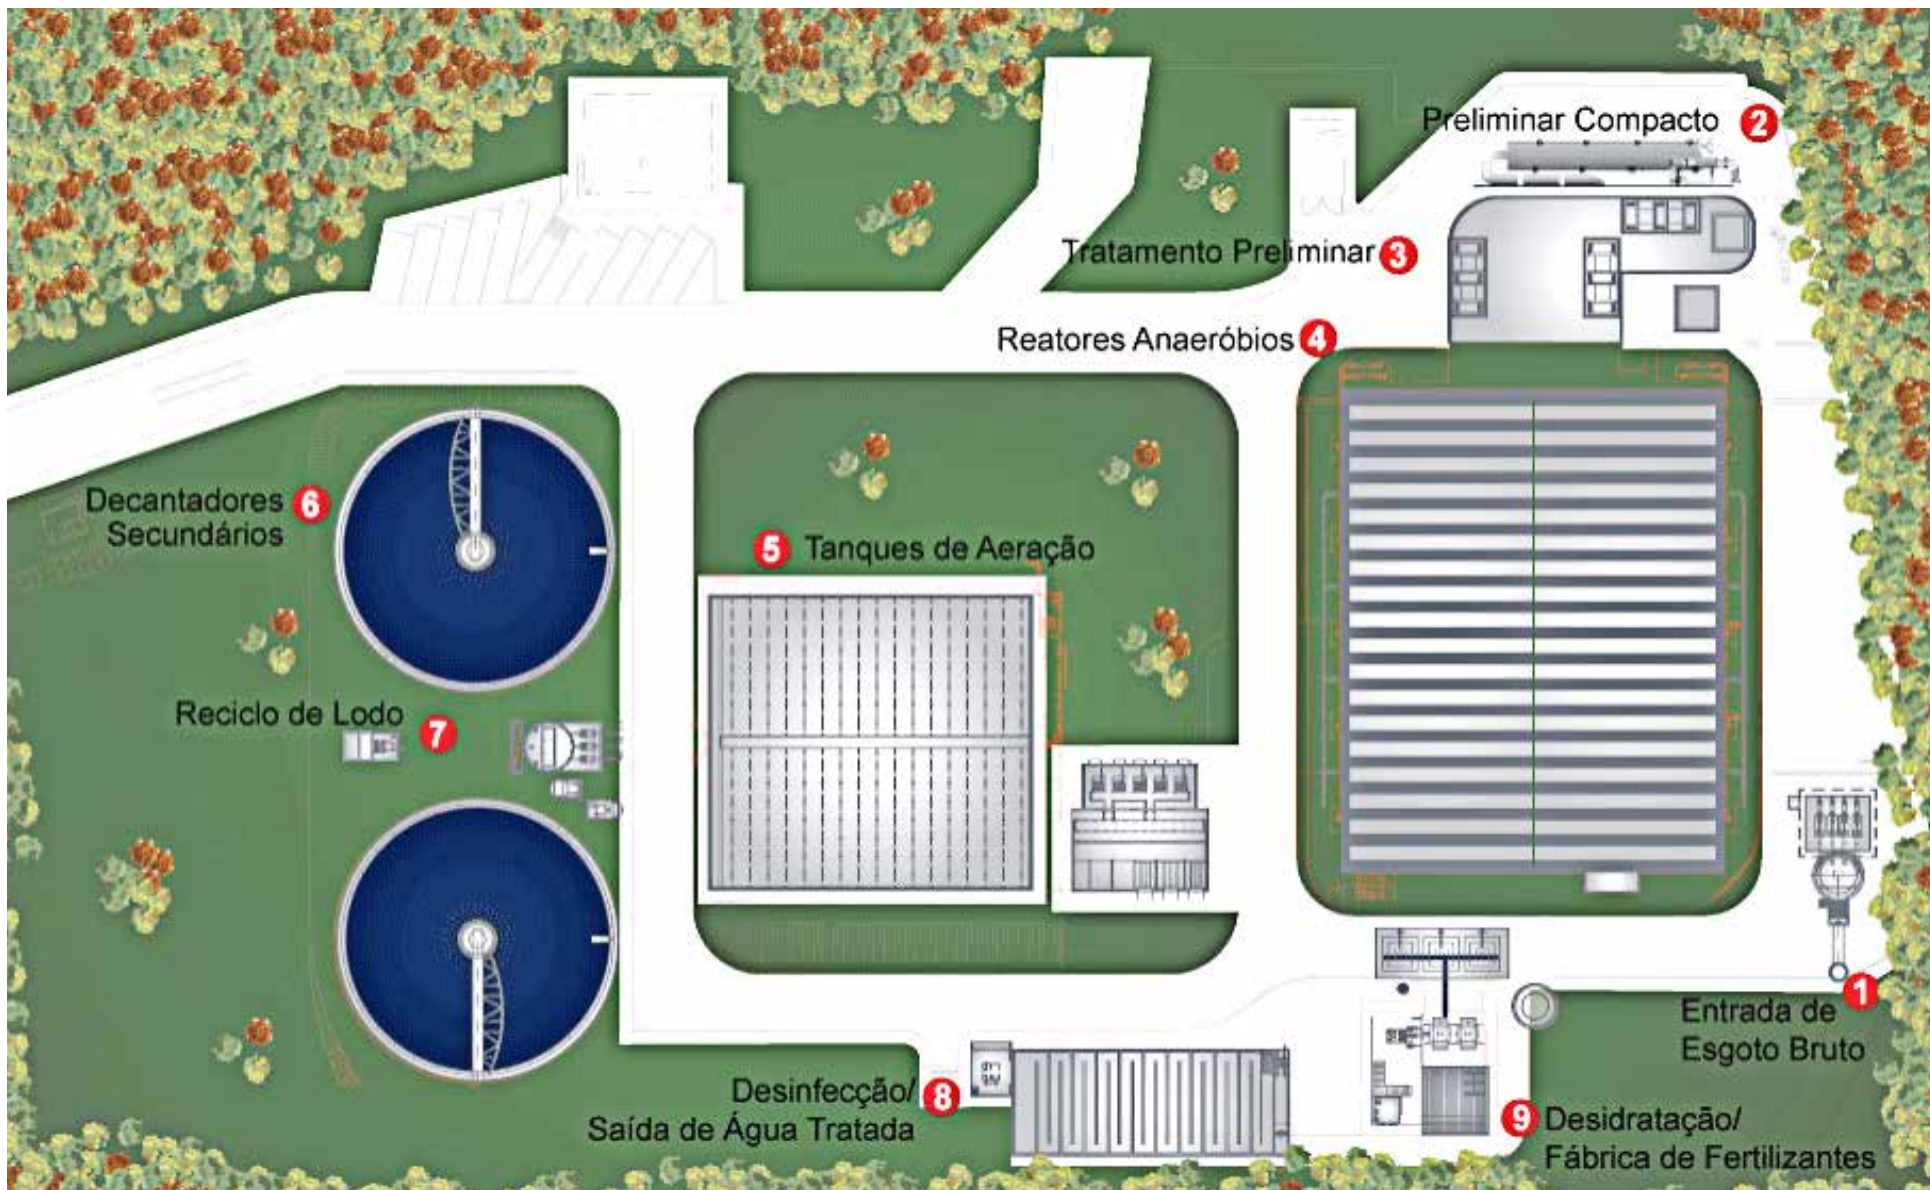 Preliminar Compacto 2
Tratamento Preliminar 3
Reatores Anaeróbios 4
Decantadores
Secundários 6
5 Tanques de Aeração
Reciclo de Lodo 7
1
Entrada de
Esgoto Bruto
Desinfecção/
Saída de Água Tratada 8
9 Desidratação/
Fábrica de Fertilizantes